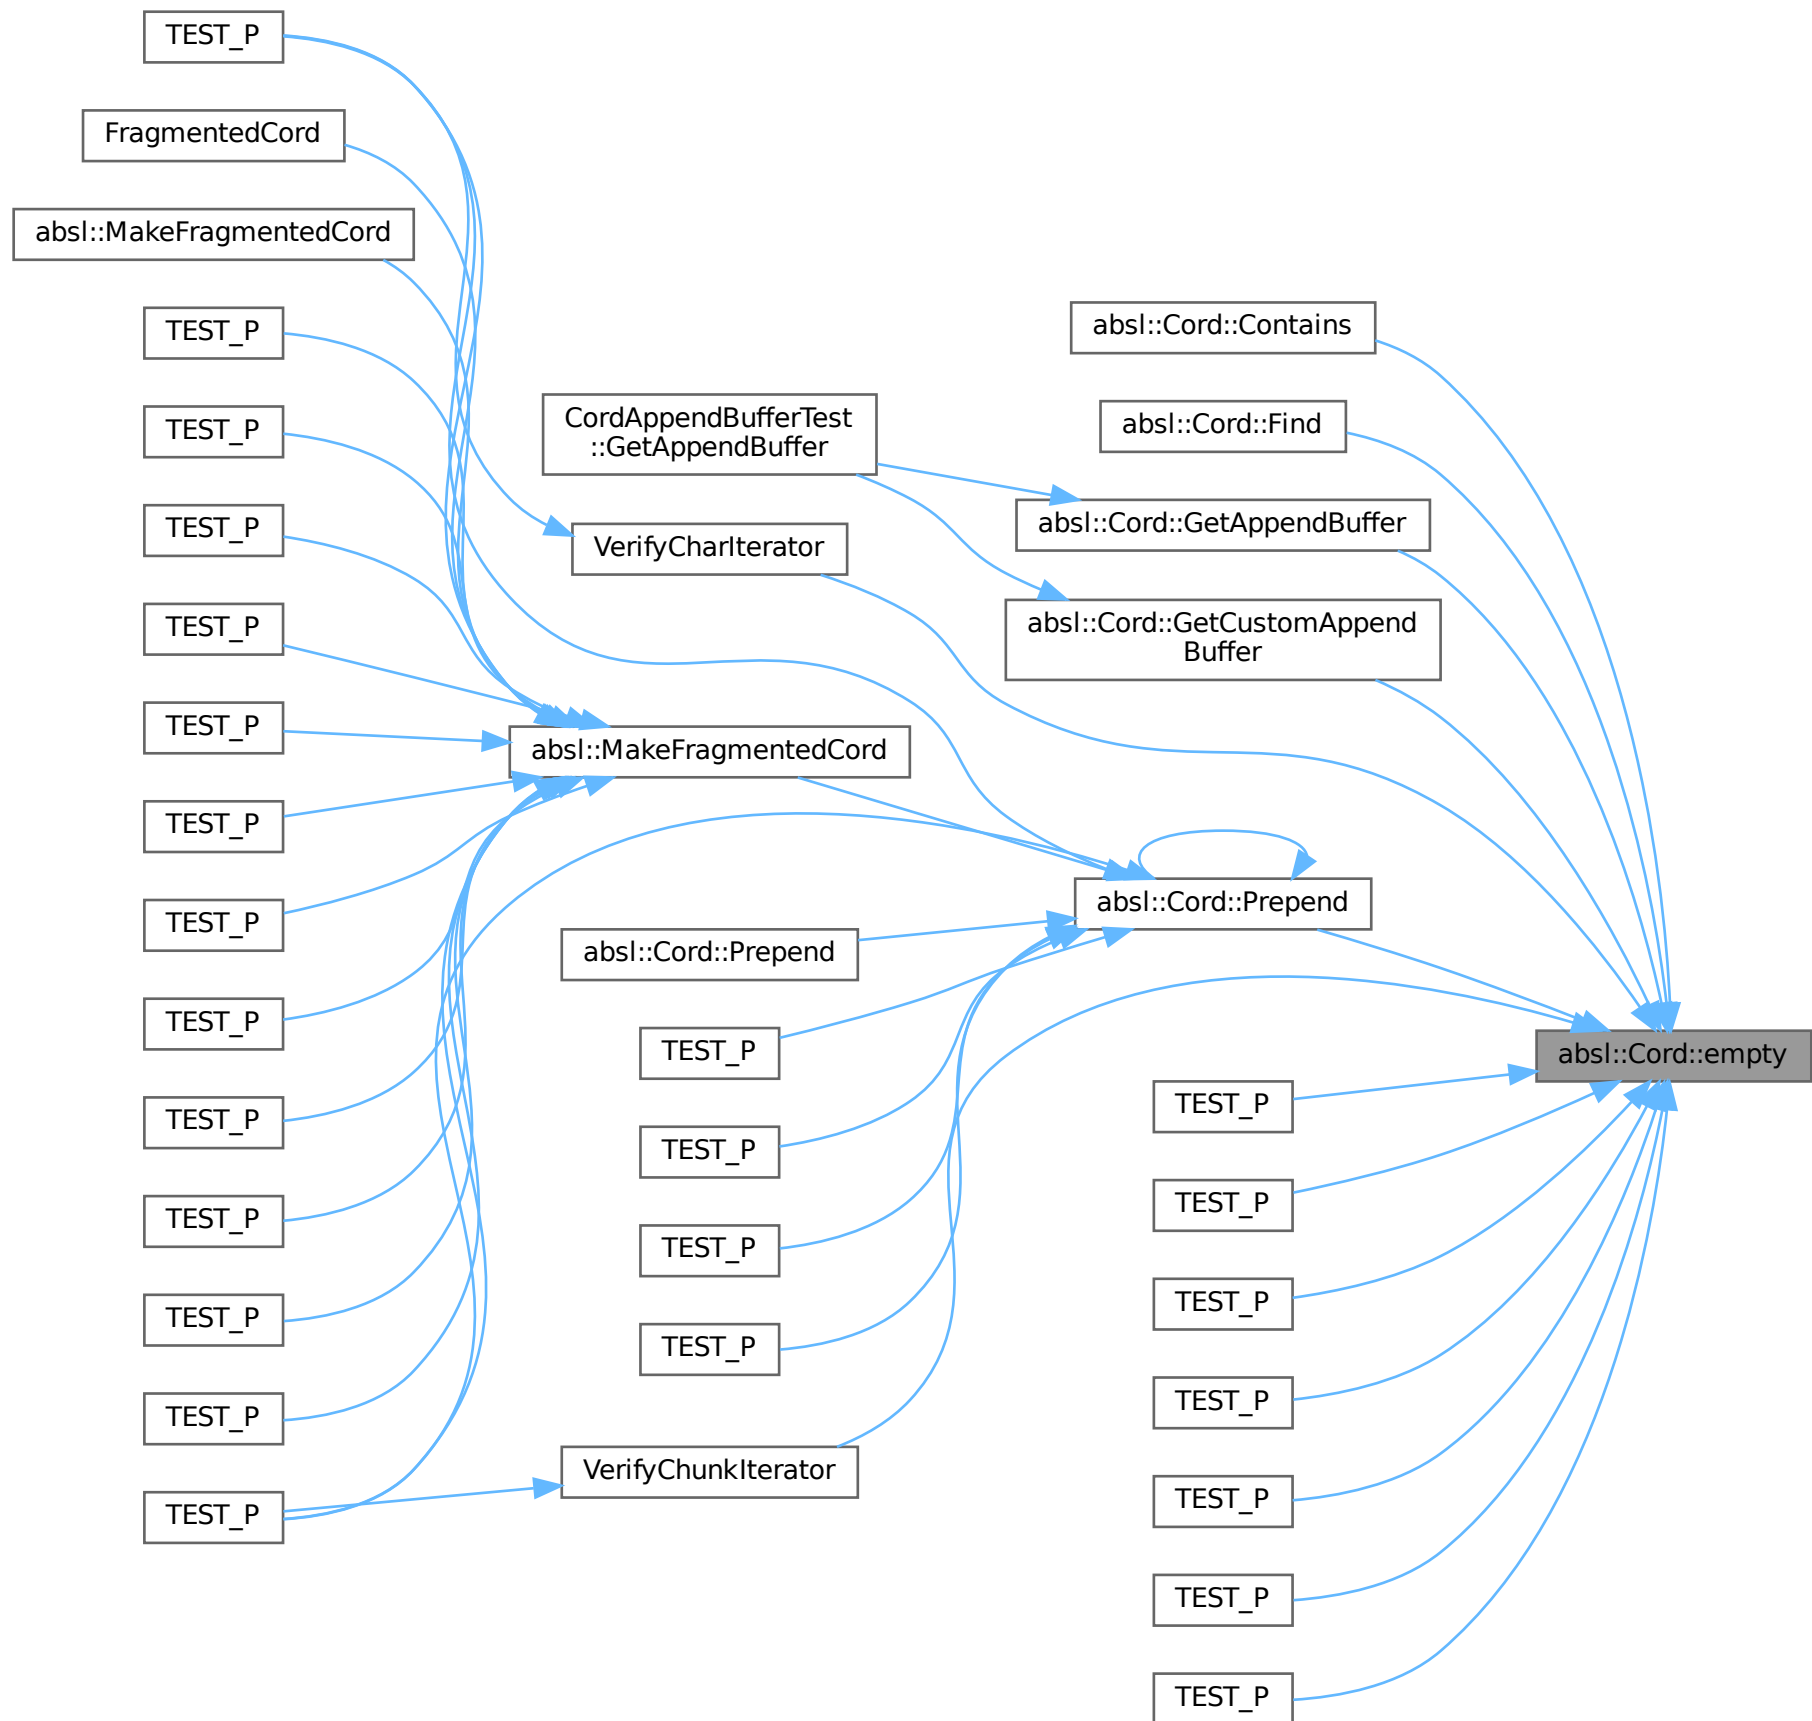 TEST_P
FragmentedCord
absl::MakeFragmentedCord
TEST_P
TEST_P
TEST_P
TEST_P
TEST_P
TEST_P
TEST_P
TEST_P
TEST_P
TEST_P
TEST_P
TEST_P
TEST_P
CordAppendBufferTest
::GetAppendBuffer
VerifyCharIterator
absl::MakeFragmentedCord
absl::Cord::Prepend
TEST_P
TEST_P
TEST_P
TEST_P
VerifyChunkIterator
absl::Cord::Contains
absl::Cord::Find
absl::Cord::GetAppendBuffer
absl::Cord::GetCustomAppend
Buffer
absl::Cord::Prepend
TEST_P
TEST_P
TEST_P
TEST_P
TEST_P
TEST_P
TEST_P
absl::Cord::empty